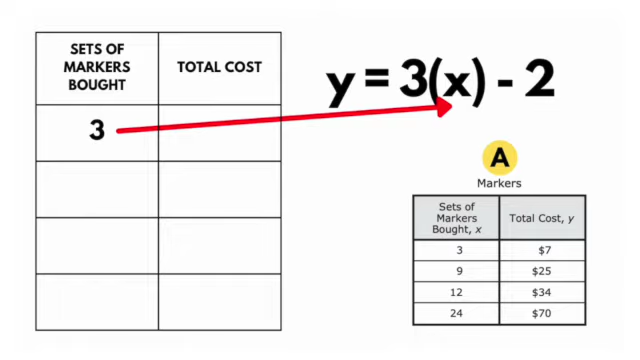 SETS OF
MARKERS
BOUGHT
TOTAL COST
3
y = 3(x) - 2
A
Markers
Sets of
Markers
Bought, x
Total Cost, y
3 $7
9 $25
12 $34
24 $70